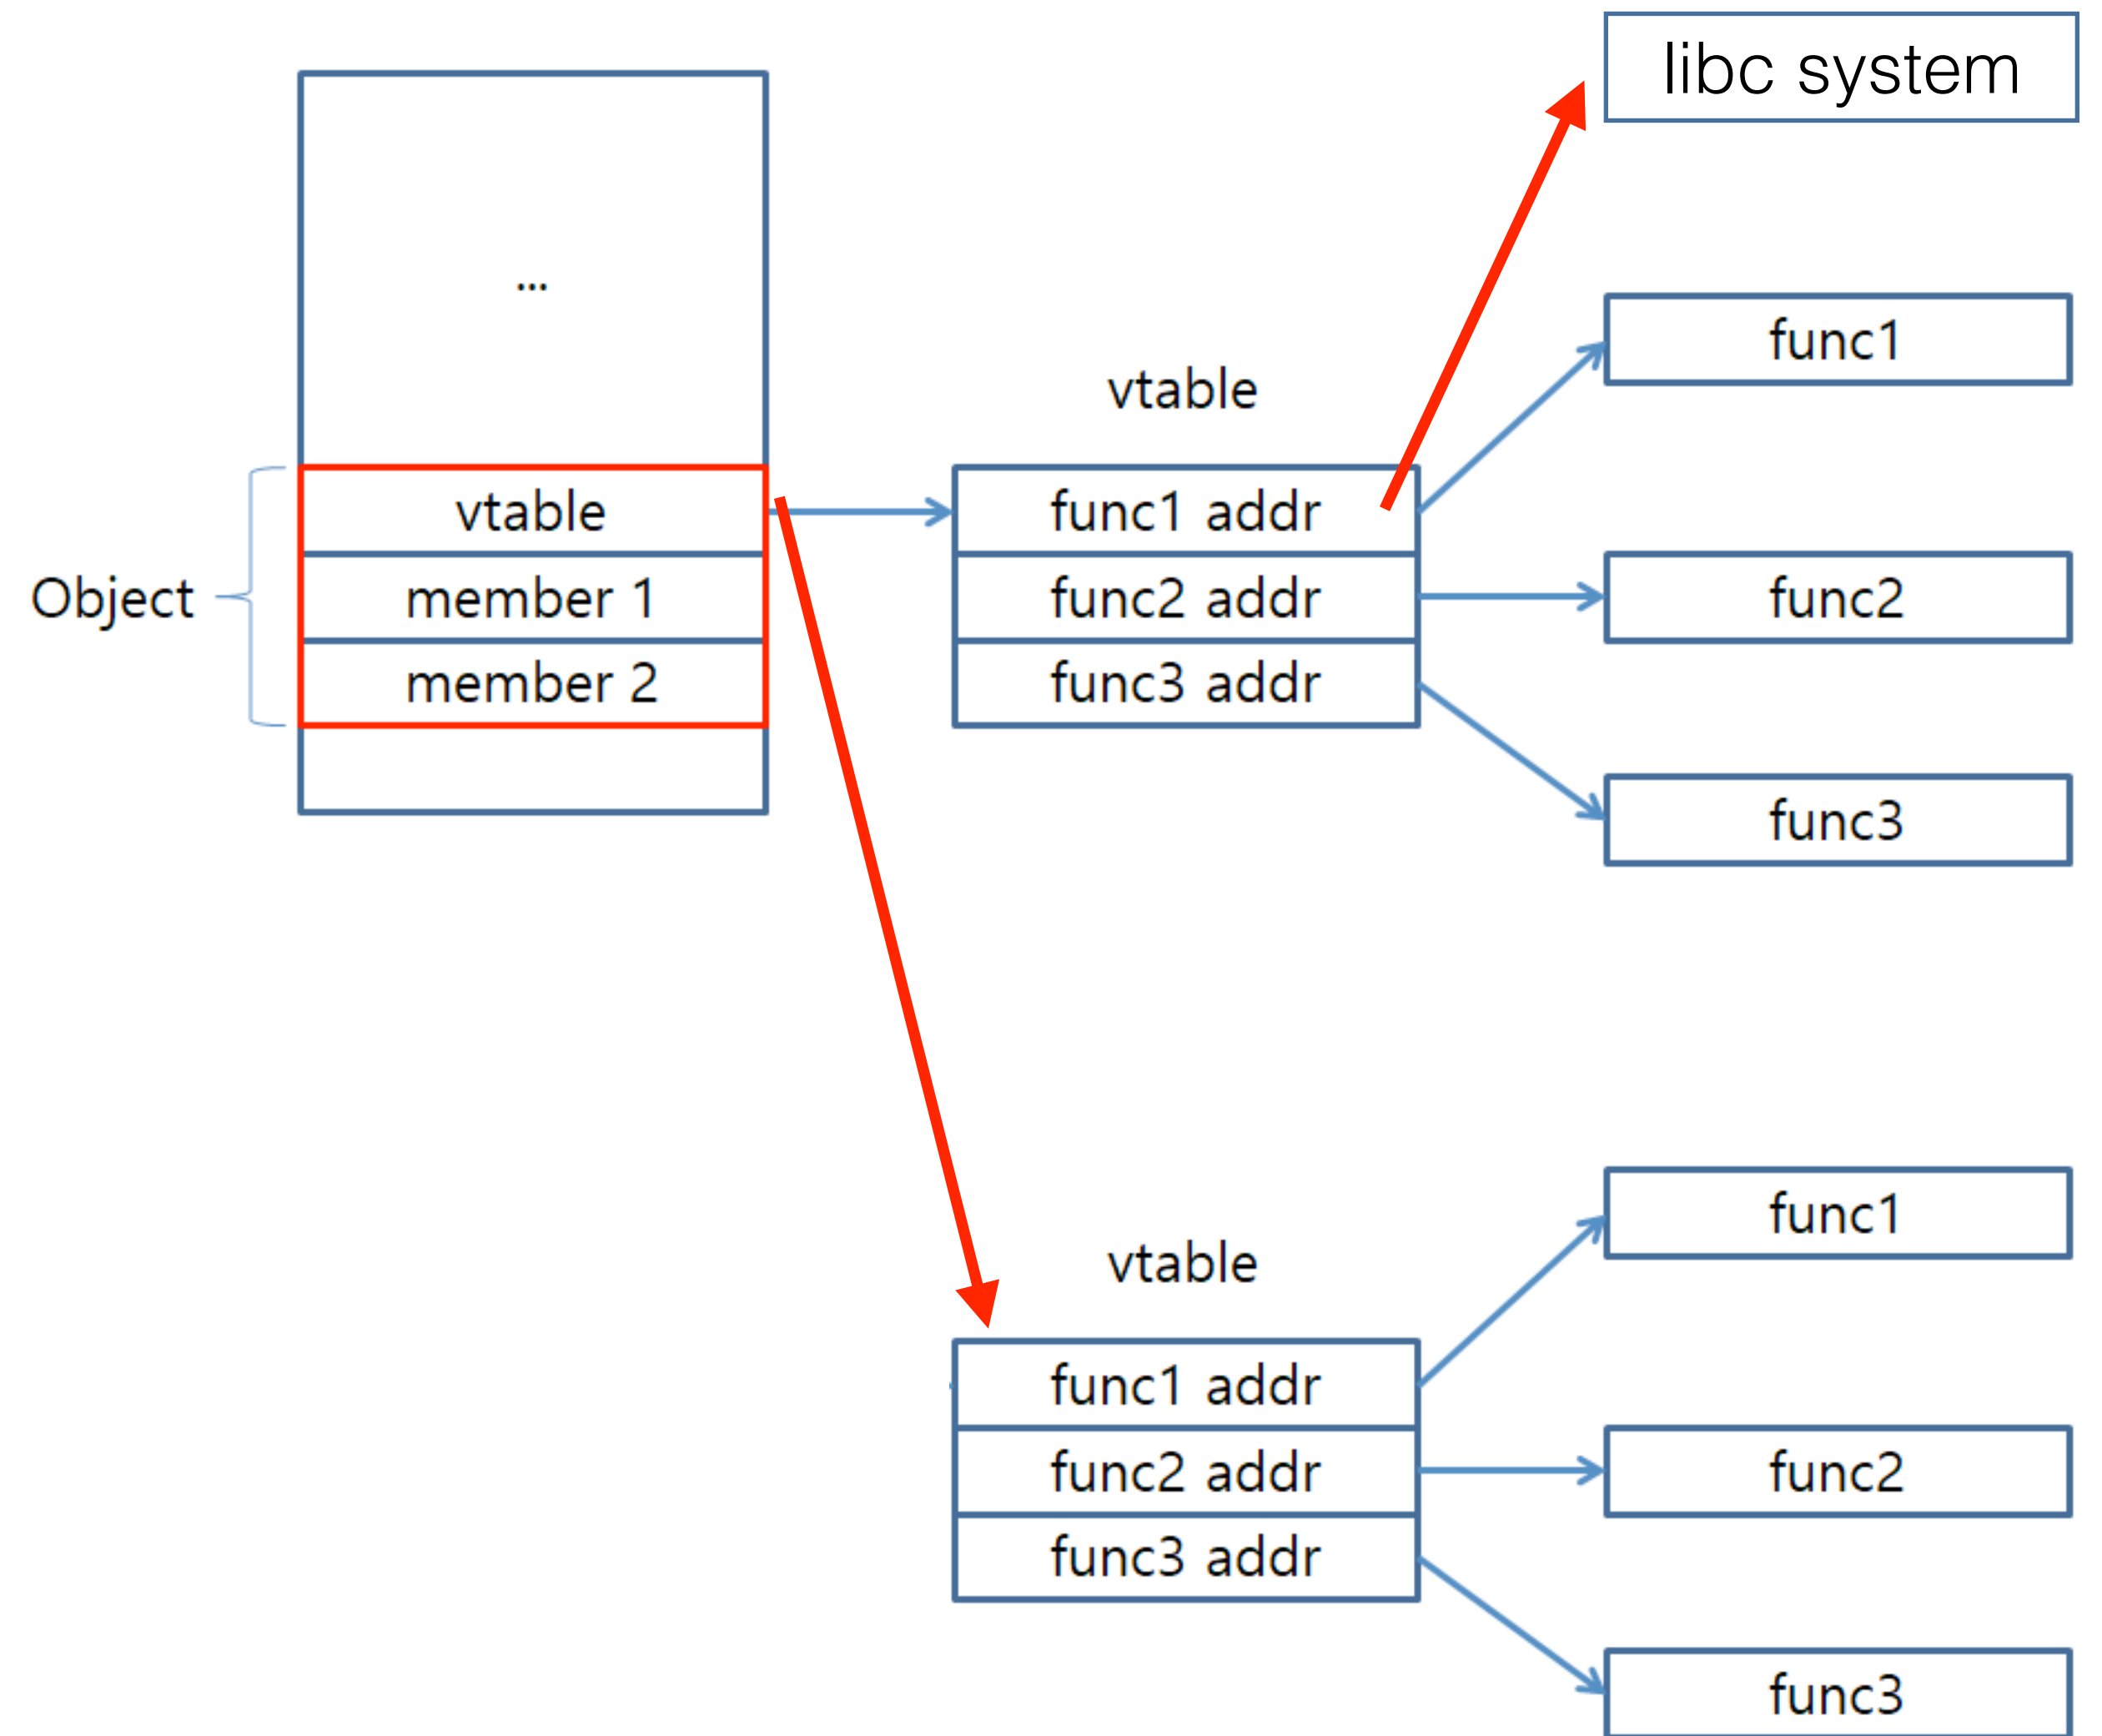 libc system
...
func1
vtable
vtable
func1 addr
Object
member 1
func2 addr
func2
member 2
func3 addr
func3
func1
vtable
func1 addr
func2 addr
func2
func3 addr
func3